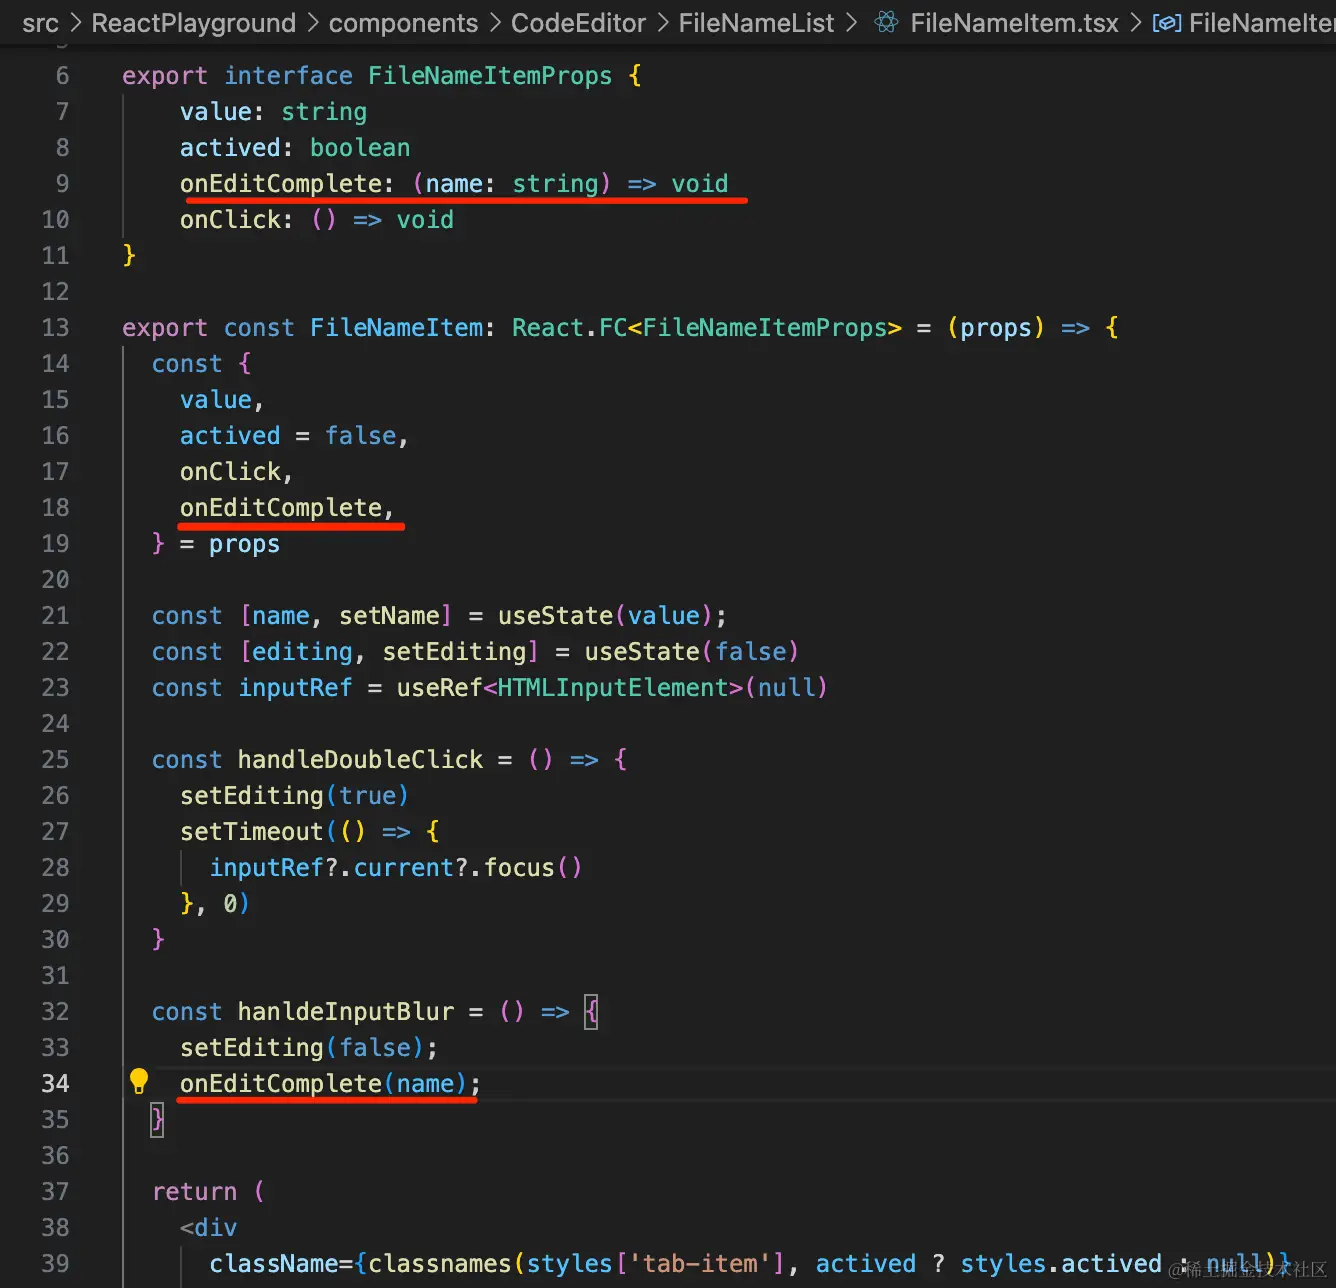 src > ReactPlayground > components > CodeEditor > FileNameList > FileNameItem.tsx > FileNameIte
6 export interface FileNameItemProps {
7 value: string
8 actived: boolean
9 onEditComplete: (name: string) => void
10 onClick: () => void
11 }
12
13 export const FileNameItem: React.FC<FileNameItemProps> = (props) => {
14 const {
15 value,
16 actived = false,
17 onClick,
18 onEditComplete,
19 } = props
20
21 const [name, setName] = useState(value);
22 const [editing, setEditing] = useState(false)
23 const inputRef = useRef<HTMLInputElement>(null)
24
25 const handleDoubleClick = () => {
26 setEditing(true)
27 setTimeout(() => {
28 inputRef?.current?.focus()
29 }, 0)
30 }
31
32 const hanldeInputBlur = () => {
33 setEditing(false);
34 onEditComplete(name);
35 }
36
37 return (
38 <div
39 className={classnames(styles['tab-item'], actived ? styles.actived : null)}
@稀土掘金技术社区